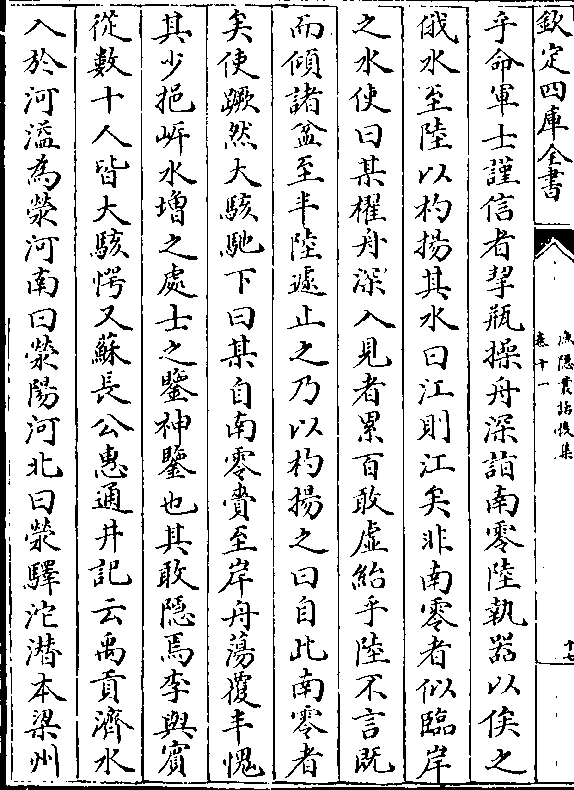 欽定四庫全書
漁隱叢話後集
卷十一
十七
乎命軍士謹信者挈瓶操舟深詣南零陸執器以俟之
俄水至陸以杓揚其水曰江則江矣非南零者似臨岸
之水使曰某櫂舟深入見者累百敢虛紿乎陸不言既
而傾諸盆至半陸遽止之乃以杓揚之曰自此南零者
矣使蹶然大駭馳下曰某自南零賷至岸舟蕩覆半愧
其少挹岸水增之處士之鑒神鑒也其敢隠焉李與賓
從數十人皆大駭愕又蘇長公惠通井記云禹貢濟水
入於河溢為滎河南曰滎陽河北曰滎驛沱潛本梁州